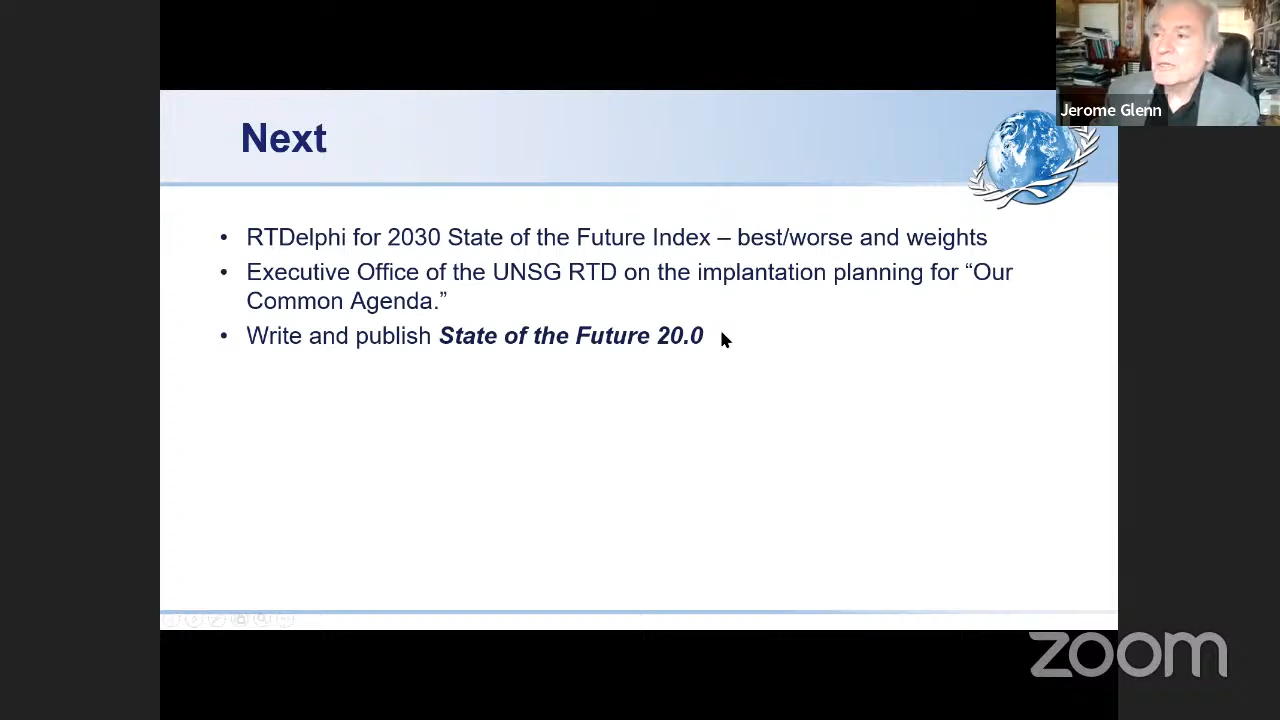 Jerome Glenn
Next
• RTDelphi for 2030 State of the Future Index – best/worse and weights
• Executive Office of the UNSG RTD on the implantation planning for “Our
Common Agenda.”
• Write and publish State of the Future 20.0
zoom